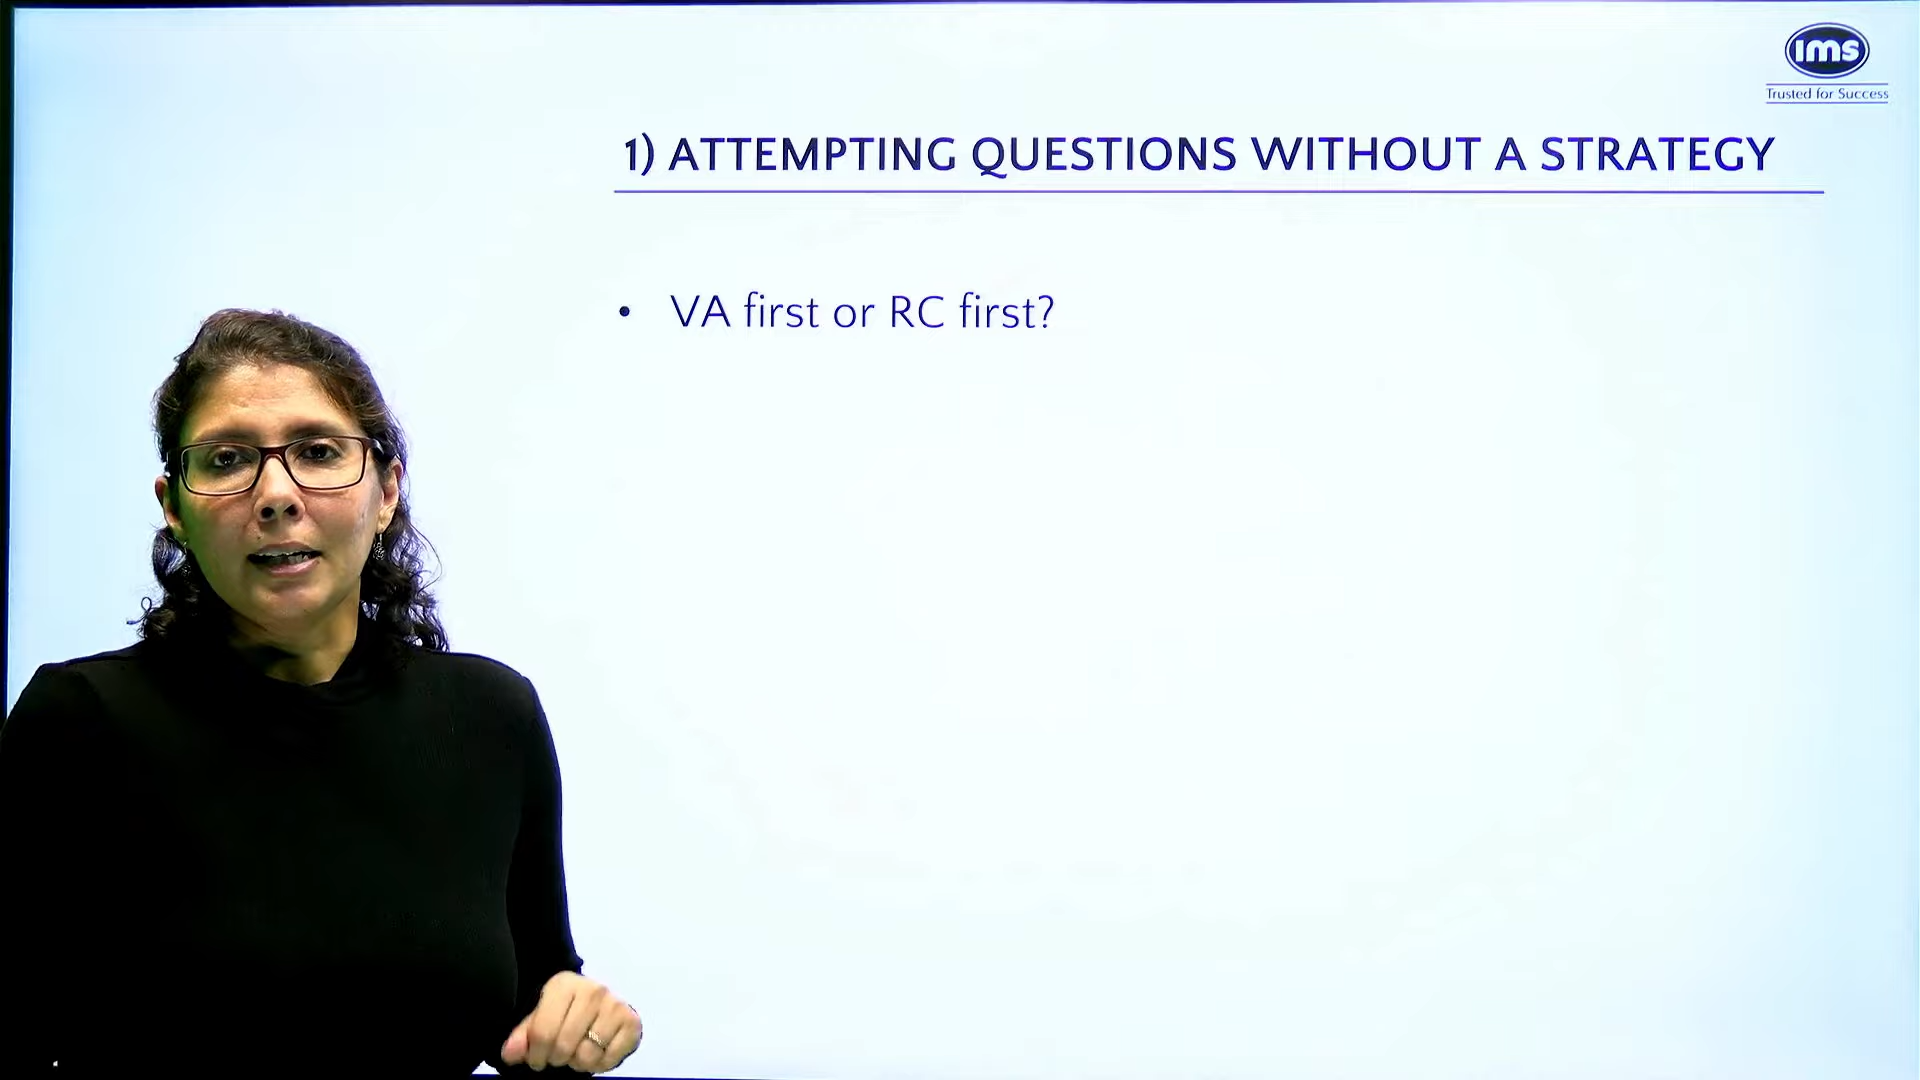 ims
Trusted for Success
1) ATTEMPTING QUESTIONS WITHOUT A STRATEGY
• VA first or RC first?